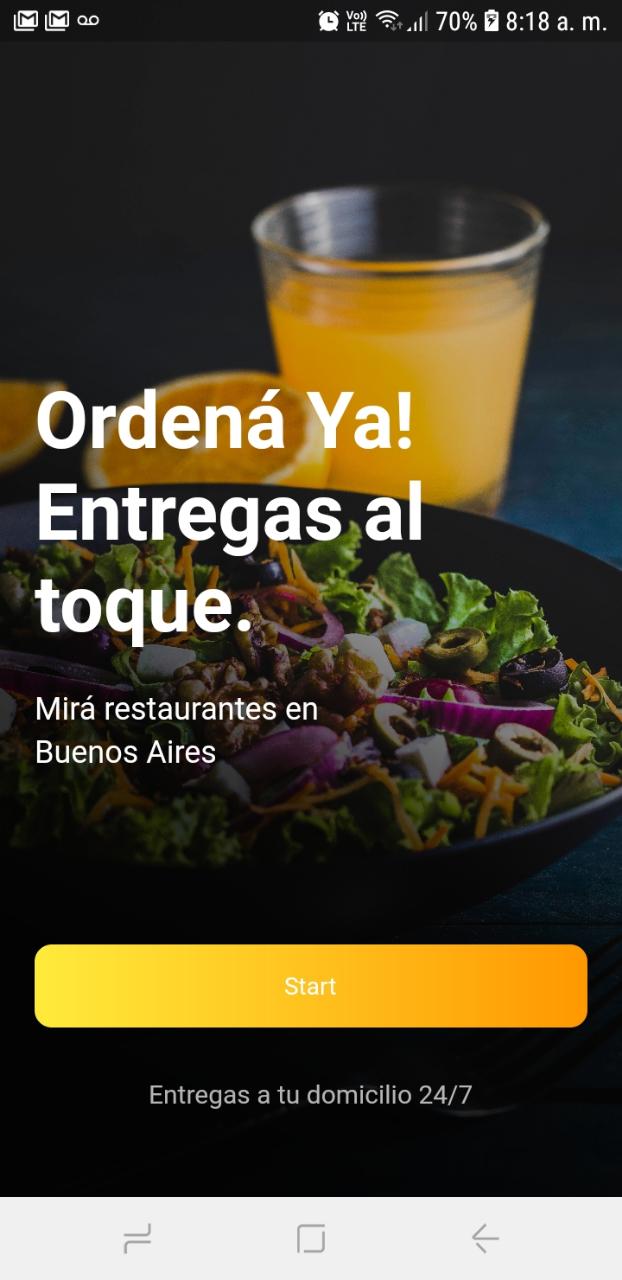 Vo)) 70% 8:18 a. m.
LTE
Ordená Ya!
Entregas al
toque.
Mirá restaurantes en
Buenos Aires
Start
Entregas a tu domicilio 24/7